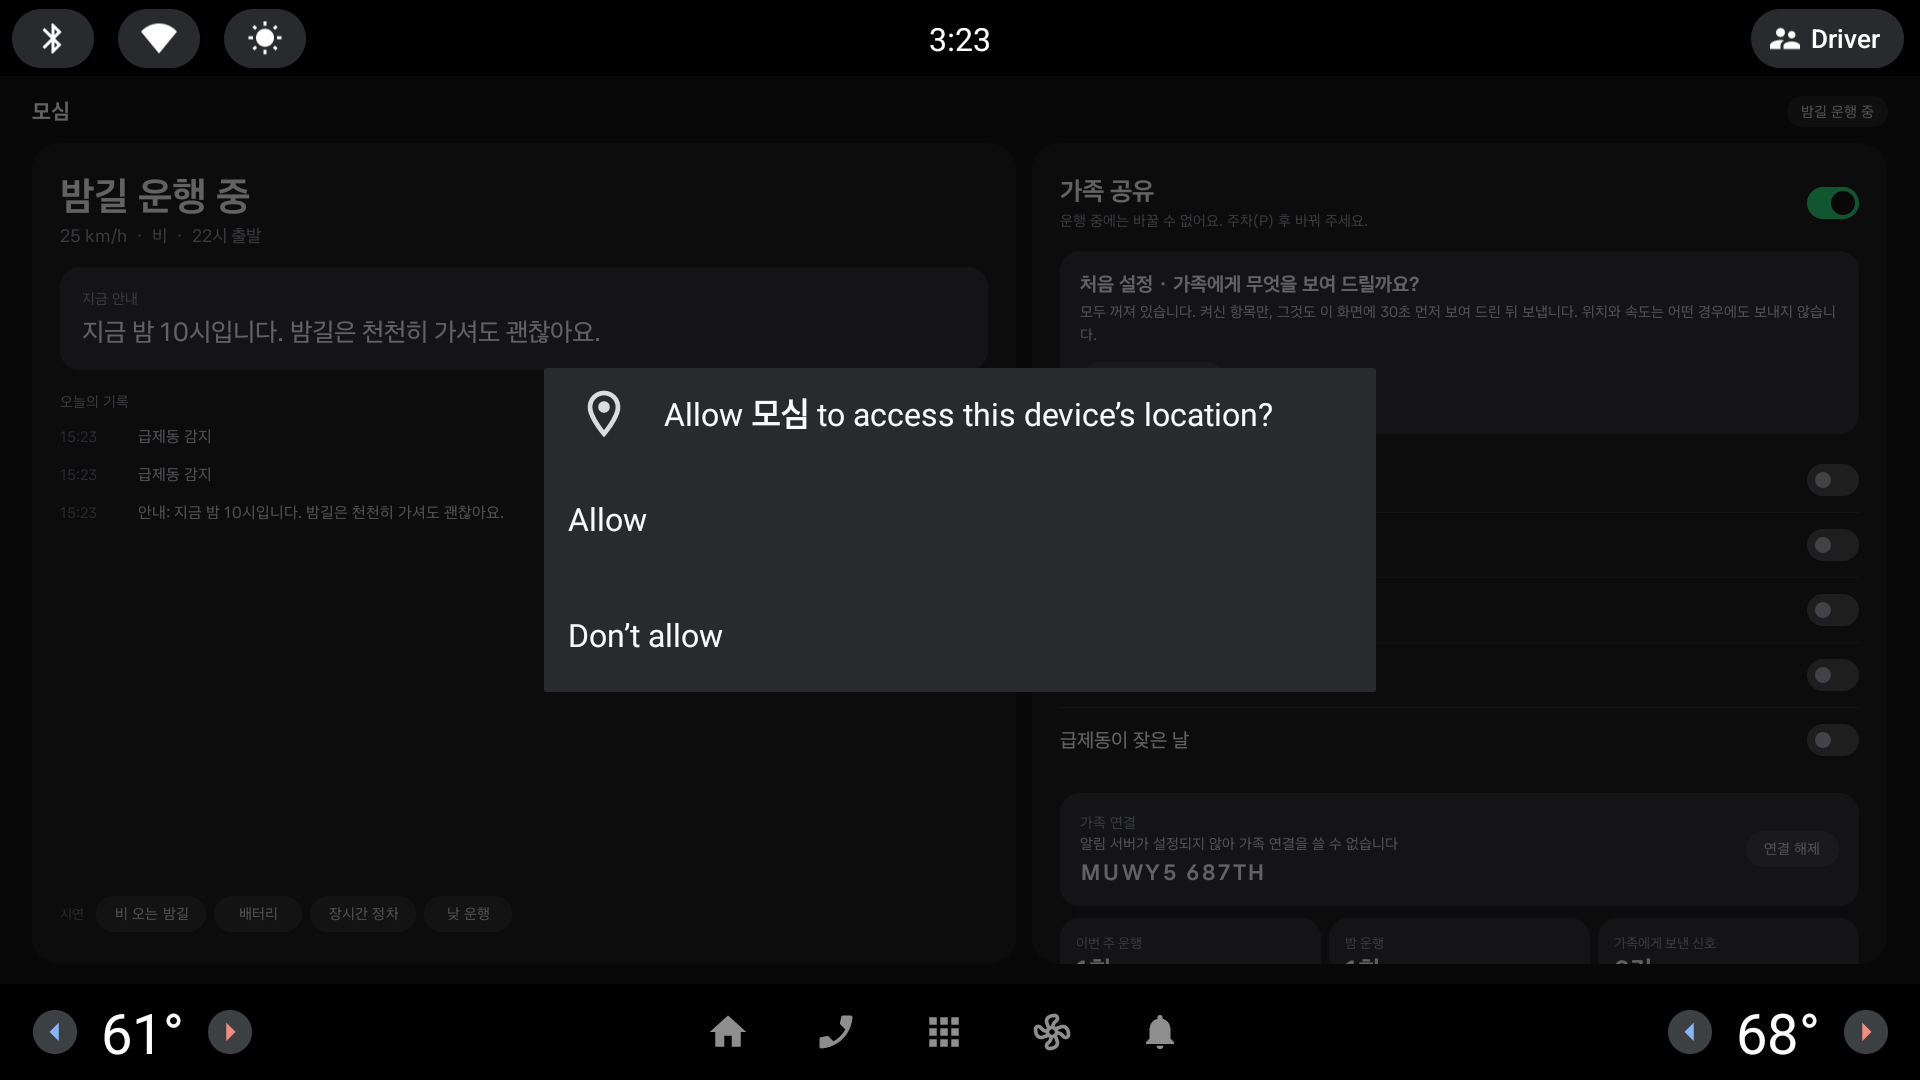 3:23
Driver
모심
밤길 운행 중
밤길 운행 중
25 km/h · 비 · 22시 출발
지금 안내
지금 밤 10시입니다. 밤길은 천천히 가셔도 괜찮아요.
오늘의 기록
15:23 급제동 감지
15:23 급제동 감지
15:23 안내: 지금 밤 10시입니다. 밤길은 천천히 가셔도 괜찮아요.
시연 비 오는 밤길 배터리 장시간 정차 낮 운행
가족 공유
운행 중에는 바꿀 수 없어요. 주차(P) 후 바꿔 주세요.
처음 설정 · 가족에게 무엇을 보여 드릴까요?
모두 꺼져 있습니다. 켜신 항목만, 그것도 이 화면에 30초 먼저 보여 드린 뒤 보냅니다. 위치와 속도는 어떤 경우에도 보내지 않습니
다.
Allow 모심 to access this device’s location?
Allow
Don’t allow
급제동이 잦은 날
가족 연결
알림 서버가 설정되지 않아 가족 연결을 쓸 수 없습니다
MUWY5 687TH
연결 해제
이번 주 운행 밤 운행 가족에게 보낸 신호
61° 68°